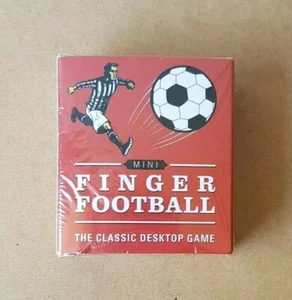 MINI
FINGER
FOOTBALL
THE CLASSIC DESKTOP GAME